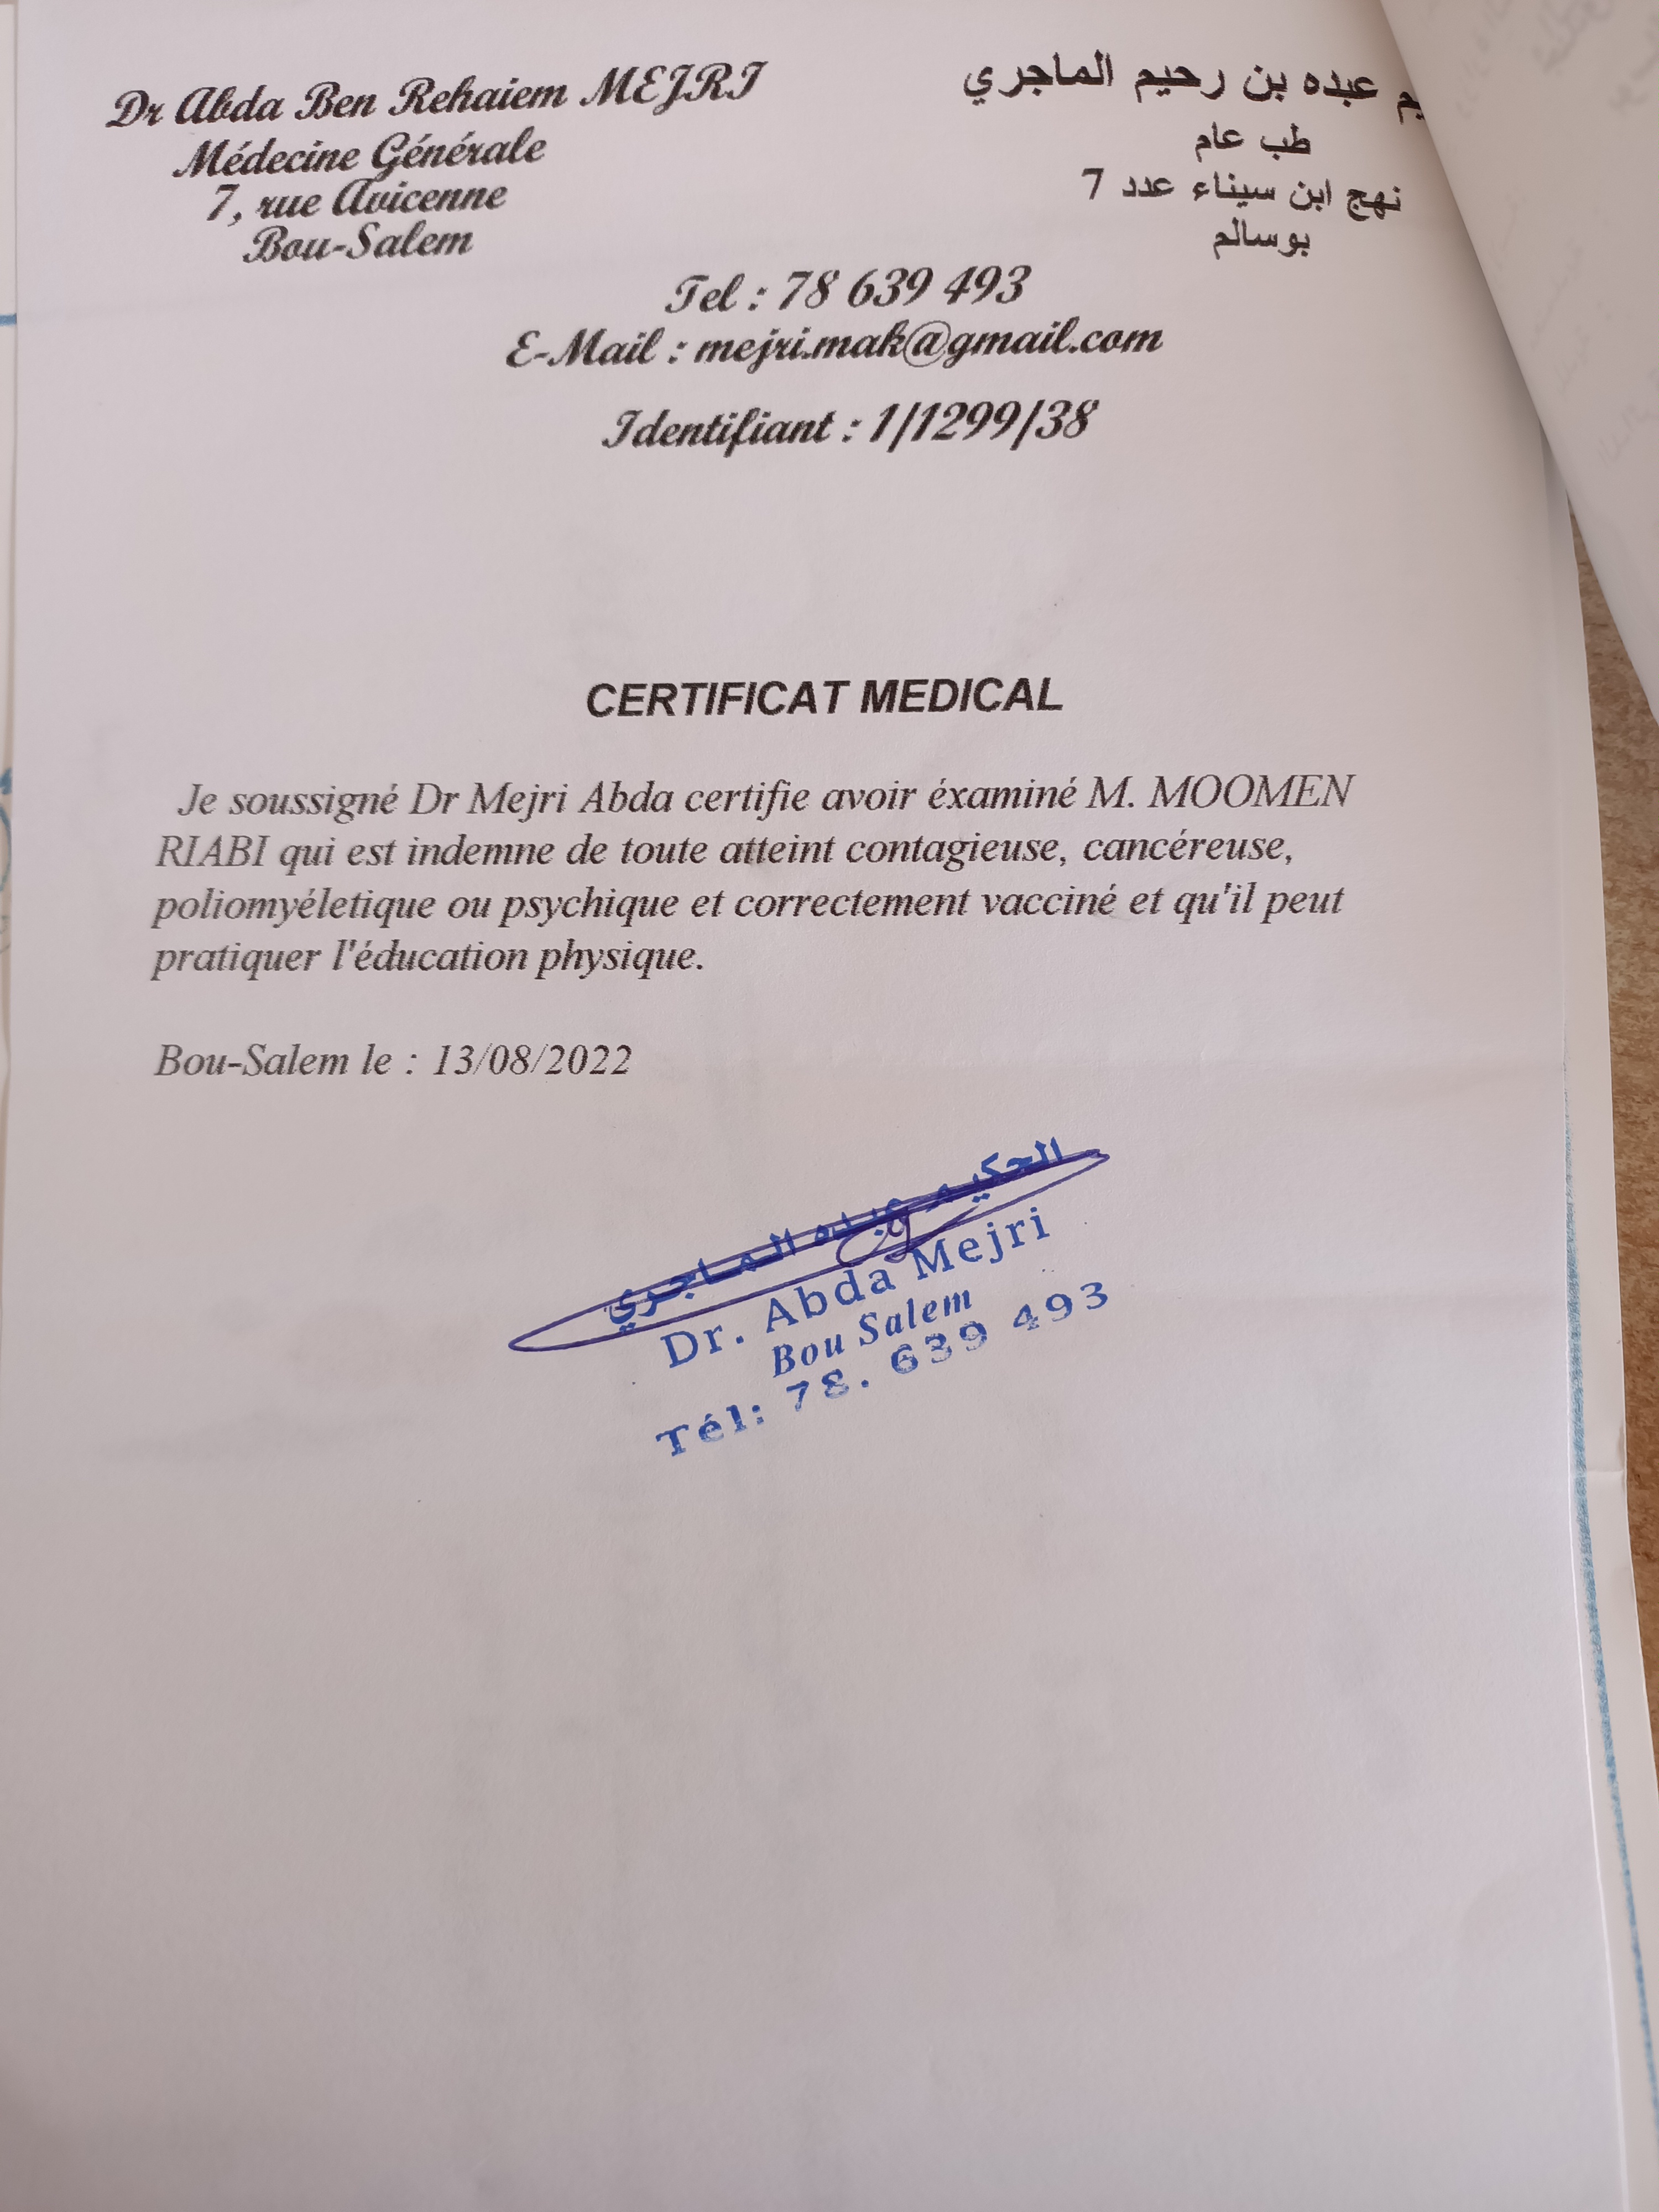 Dr Abda Ben Rehaiem MEJRI
Médecine Générale
7, rue Avicenne
Bou-Salem
عبده بن رحيم الماجري
طب عام
نهج ابن سيناء عدد 7
بوسالم
Tel : 78 639 493
E-Mail : mejri.mak@gmail.com
Identifiant : 1/1299/38
CERTIFICAT MEDICAL
Je soussigné Dr Mejri Abda certifie avoir éxaminé M. MOOMEN
RIABI qui est indemne de toute atteint contagieuse, cancéreuse,
poliomyéletique ou psychique et correctement vacciné et qu'il peut
pratiquer l'éducation physique.
Bou-Salem le : 13/08/2022
الحكيم عبده الماجري
Dr. Abda Mejri
Bou Salem
Tél: 78. 639 493